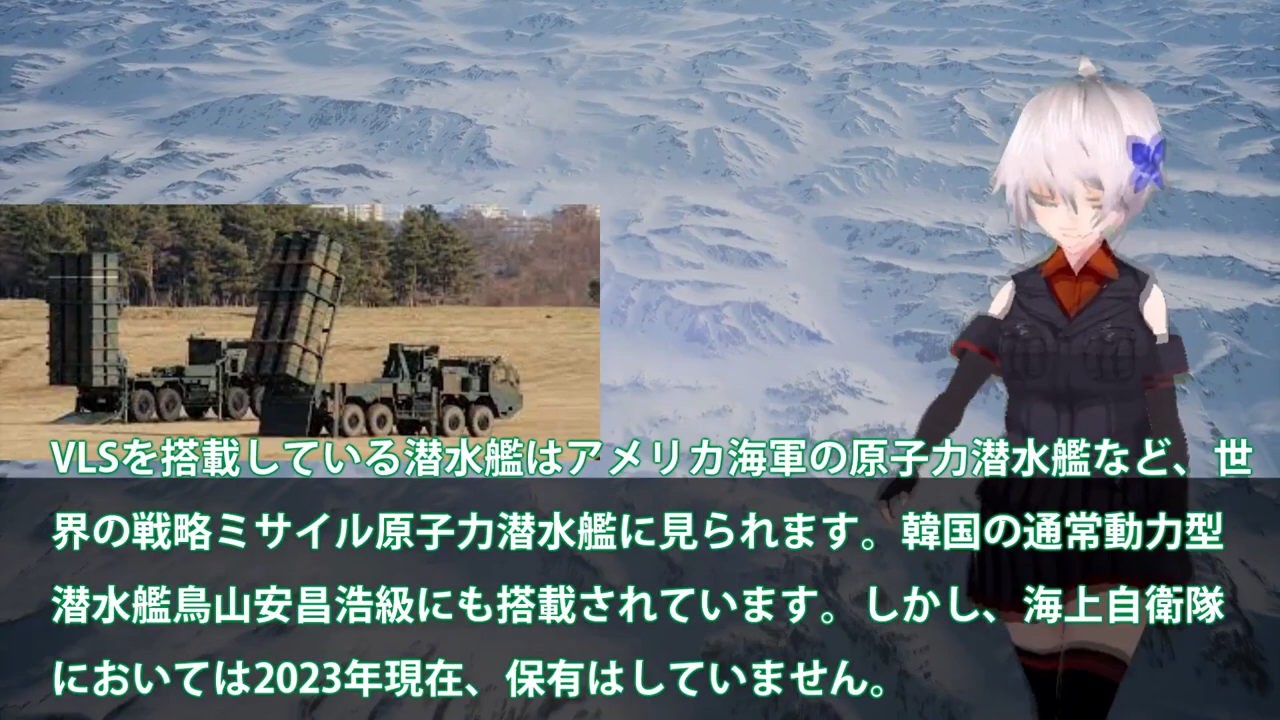 VLSを搭載している潜水艦はアメリカ海軍の原子力潜水艦など、世
界の戦略ミサイル原子力潜水艦に見られます。韓国の通常動力型
潜水艦鳥山安昌浩級にも搭載されています。しかし、海上自衛隊
においては2023年現在、保有はしていません。